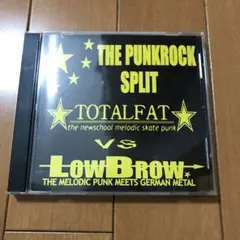 THE PUNKROCK
SPLIT
TOTALFAT
the newschool melodic skate punk
VS
LOWBROW
THE MELODIC PUNK MEETS GERMAN METAL